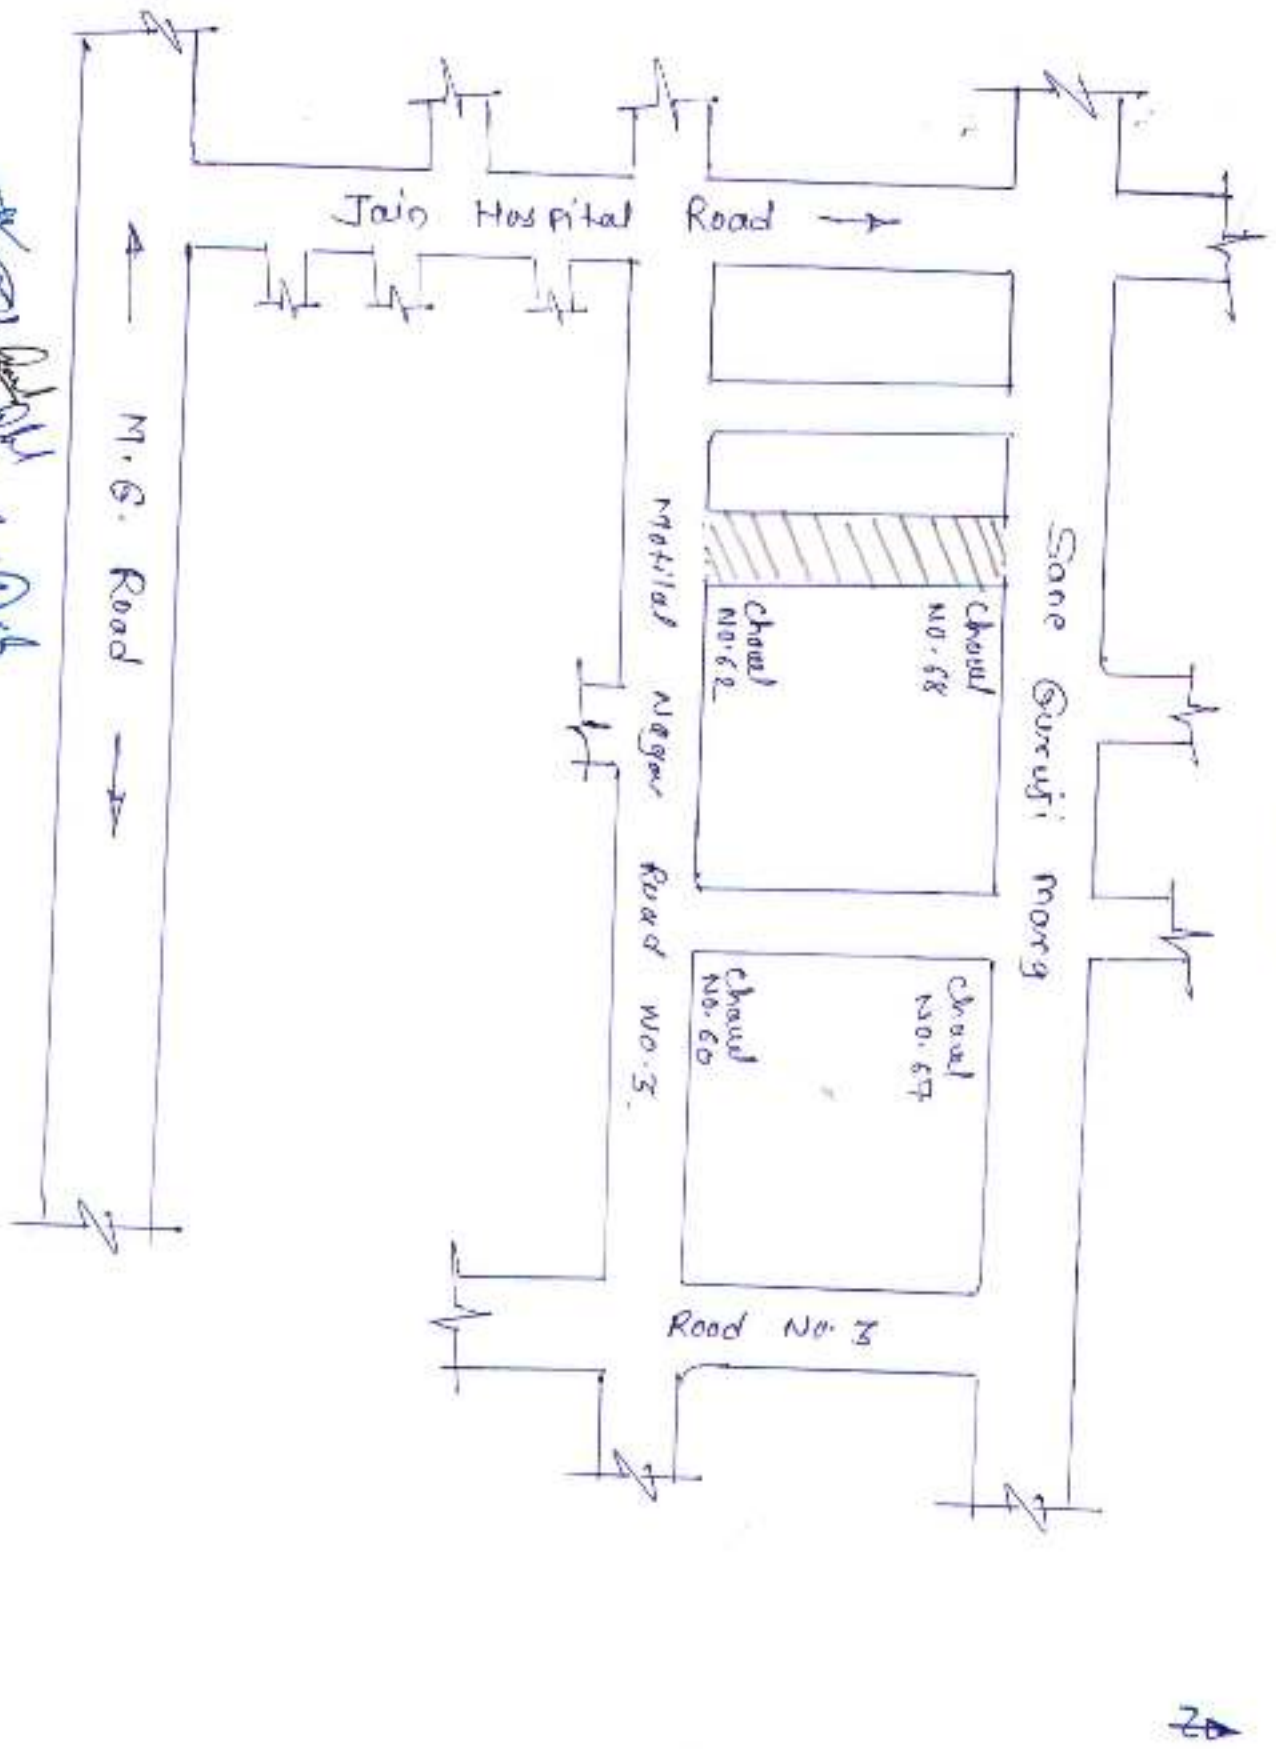 Jain Hospital Road
M. G. Road
Motilal Nagar Road No. 3.
Sane Guruji Marg
Chawl
No. 62
Chawl
No. 68
Chawl
No. 60
Chawl
No. 67
Road No. 3
N